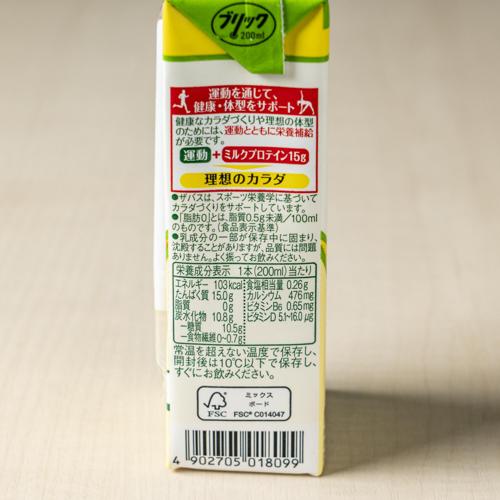 ブリック
200ml
運動を通じて、
健康・体型をサポート
健康なカラダづくりや理想の体型
のためには、運動とともに栄養補給
が必要です。
運動 + ミルクプロテイン15g
理想のカラダ
●ザバスは、スポーツ栄養学に基づいて
カラダづくりをサポートしています。
●「脂肪0」とは、脂質0.5g未満/100ml
のものです。(食品表示基準)
●乳成分の一部が保存中に固まり、
沈殿することがありますが、品質には問題
ありません。よく振ってお飲みください。
栄養成分表示 1本(200ml)当たり
エネルギー 103kcal
たんぱく質 15.0g
脂質 0g
炭水化物 10.8g
―糖質 10.5g
―食物繊維 0~0.7g
食塩相当量 0.26g
カルシウム 476mg
ビタミンB6 0.65mg
ビタミンD 5.1~16.0μg
常温を超えない温度で保存し、
開封後は10℃以下で保存し、
すぐにお飲みください。
FSC
ミックス
ボード
FSC® C014047
4 902705 018099